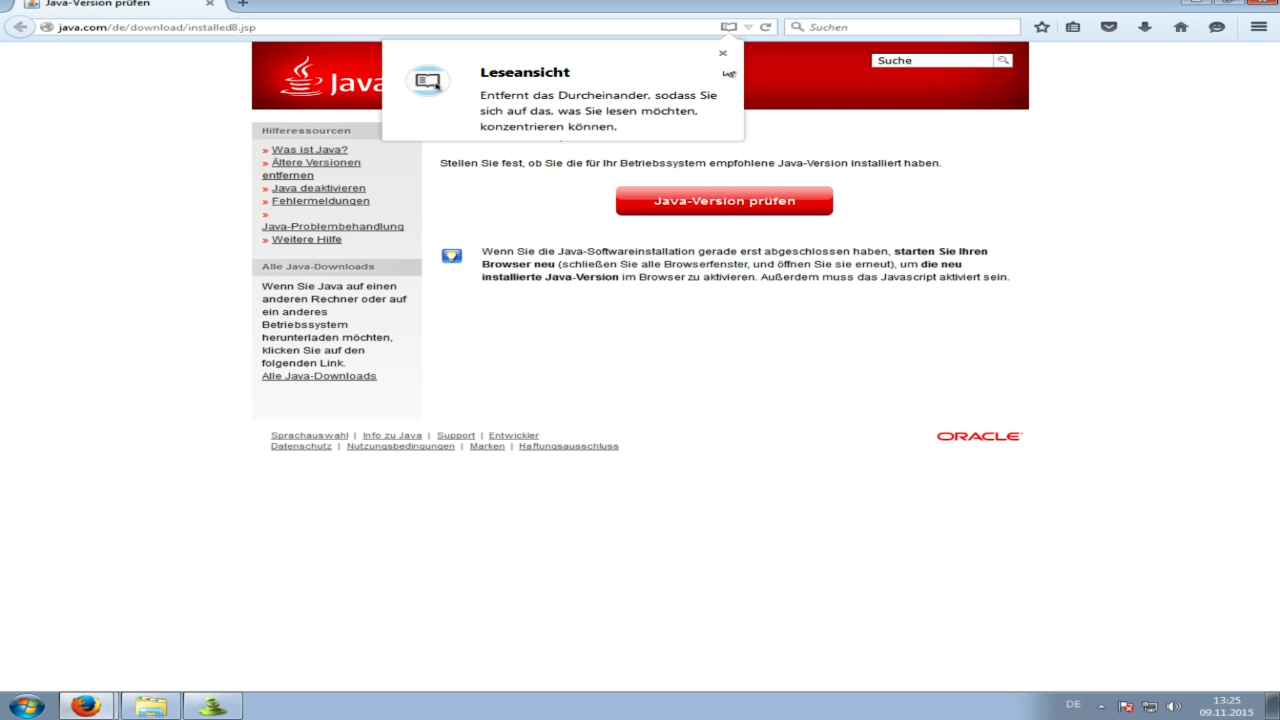 Java-Version prüfen
java.com/de/download/installed8.jsp
Suchen
Leseansicht
Entfernt das Durcheinander, sodass Sie
sich auf das, was Sie lesen möchten,
konzentrieren können.
Java
Suche
Hilferessourcen
» Was ist Java?
» Ältere Versionen
entfernen
» Java deaktivieren
» Fehlermeldungen
»
Java-Problembehandlung
» Weitere Hilfe
Alle Java-Downloads
Wenn Sie Java auf einen
anderen Rechner oder auf
ein anderes
Betriebssystem
herunterladen möchten,
klicken Sie auf den
folgenden Link.
Alle Java-Downloads
Stellen Sie fest, ob Sie die für Ihr Betriebssystem empfohlene Java-Version installiert haben.
Java-Version prüfen
Wenn Sie die Java-Softwareinstallation gerade erst abgeschlossen haben, starten Sie Ihren
Browser neu (schließen Sie alle Browserfenster, und öffnen Sie sie erneut), um die neu
installierte Java-Version im Browser zu aktivieren. Außerdem muss das Javascript aktiviert sein.
Sprachauswahl | Info zu Java | Support | Entwickler
Datenschutz | Nutzungsbedingungen | Marken | Haftungsausschluss
ORACLE
DE
13:25
09.11.2015